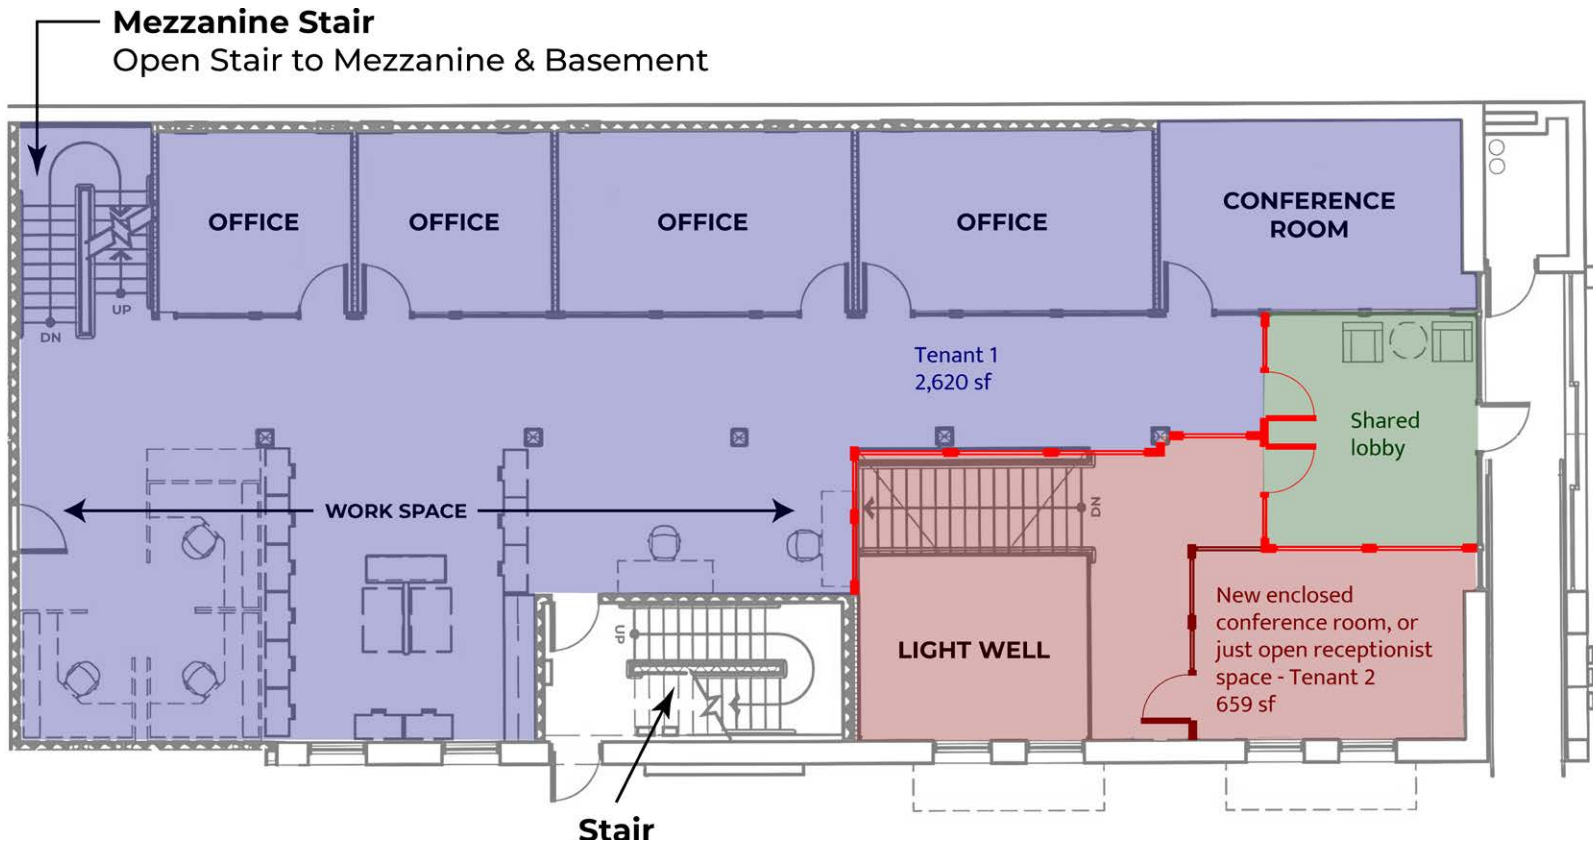 Mezzanine Stair
Open Stair to Mezzanine & Basement
OFFICE
OFFICE
OFFICE
OFFICE
CONFERENCE
ROOM
UP
DN
Tenant 1
2,620 sf
Shared
lobby
WORK SPACE
DN
UP
LIGHT WELL
New enclosed
conference room, or
just open receptionist
space - Tenant 2
659 sf
Stair